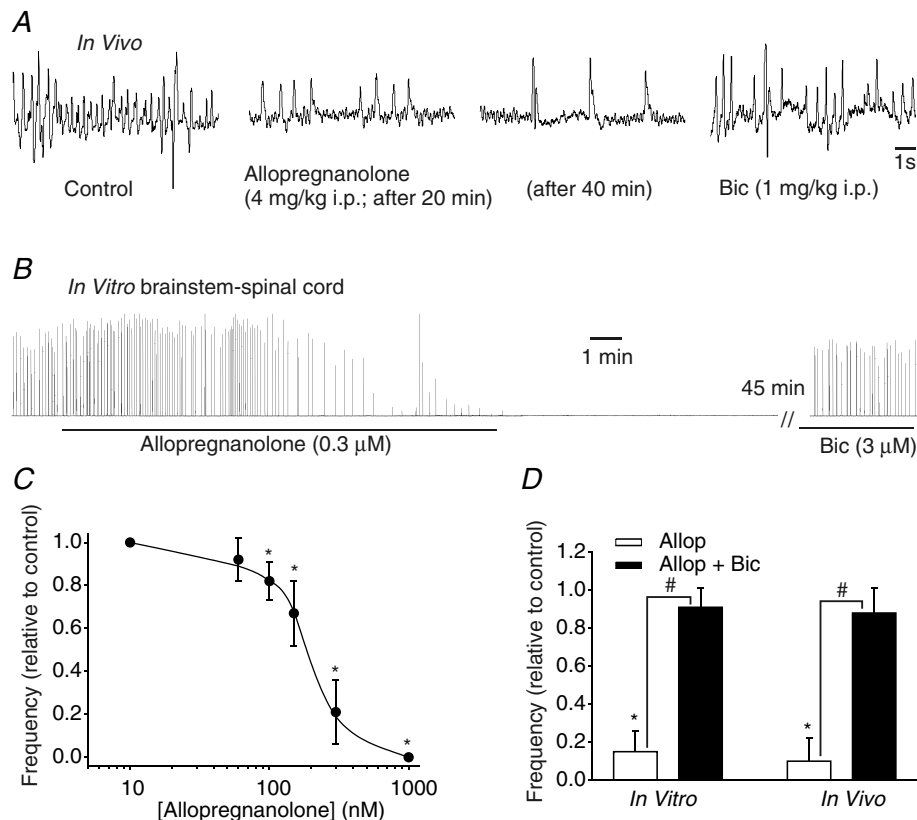 A
In Vivo
Control
Allopregnanolone
(4 mg/kg i.p.; after 20 min)
(after 40 min)
Bic (1 mg/kg i.p.)
1s
B
In Vitro brainstem-spinal cord
1 min
45 min
//
Allopregnanolone (0.3 μM)
Bic (3 μM)
C
Frequency (relative to control)
1.0
0.8
0.6
0.4
0.2
0.0
*
*
*
*
10
100
1000
[Allopregnanolone] (nM)
D
Frequency (relative to control)
1.2
1.0
0.8
0.6
0.4
0.2
0.0
Allop
Allop + Bic
#
#
*
*
In Vitro
In Vivo